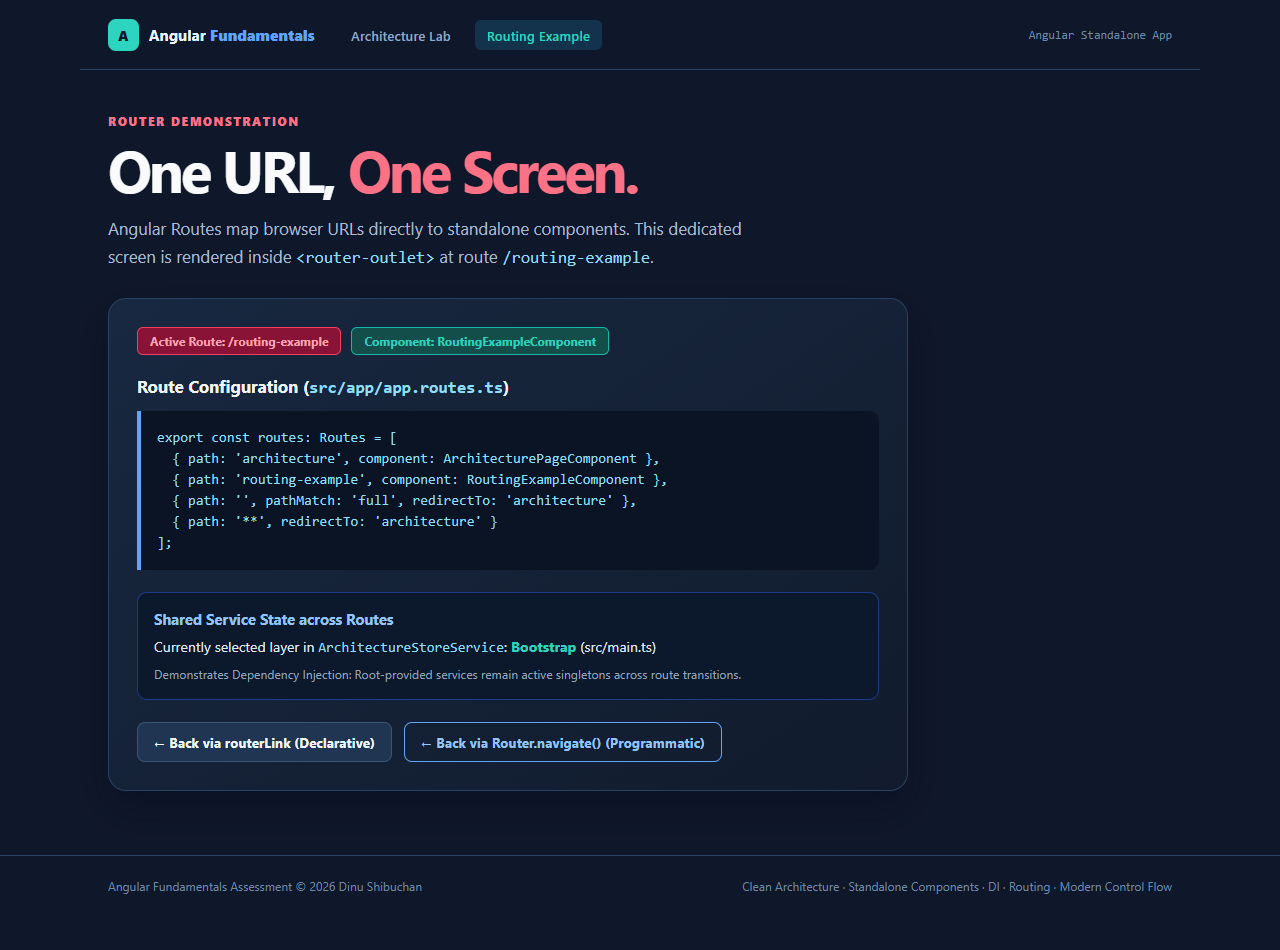 A Angular Fundamentals Architecture Lab Routing Example Angular Standalone App
ROUTER DEMONSTRATION
One URL, One Screen.
Angular Routes map browser URLs directly to standalone components. This dedicated
screen is rendered inside <router-outlet> at route /routing-example.
Active Route: /routing-example Component: RoutingExampleComponent
Route Configuration (src/app/app.routes.ts)
export const routes: Routes = [
  { path: 'architecture', component: ArchitecturePageComponent },
  { path: 'routing-example', component: RoutingExampleComponent },
  { path: '', pathMatch: 'full', redirectTo: 'architecture' },
  { path: '**', redirectTo: 'architecture' }
];
Shared Service State across Routes
Currently selected layer in ArchitectureStoreService: Bootstrap (src/main.ts)
Demonstrates Dependency Injection: Root-provided services remain active singletons across route transitions.
← Back via routerLink (Declarative) ← Back via Router.navigate() (Programmatic)
Angular Fundamentals Assessment © 2026 Dinu Shibuchan Clean Architecture · Standalone Components · DI · Routing · Modern Control Flow